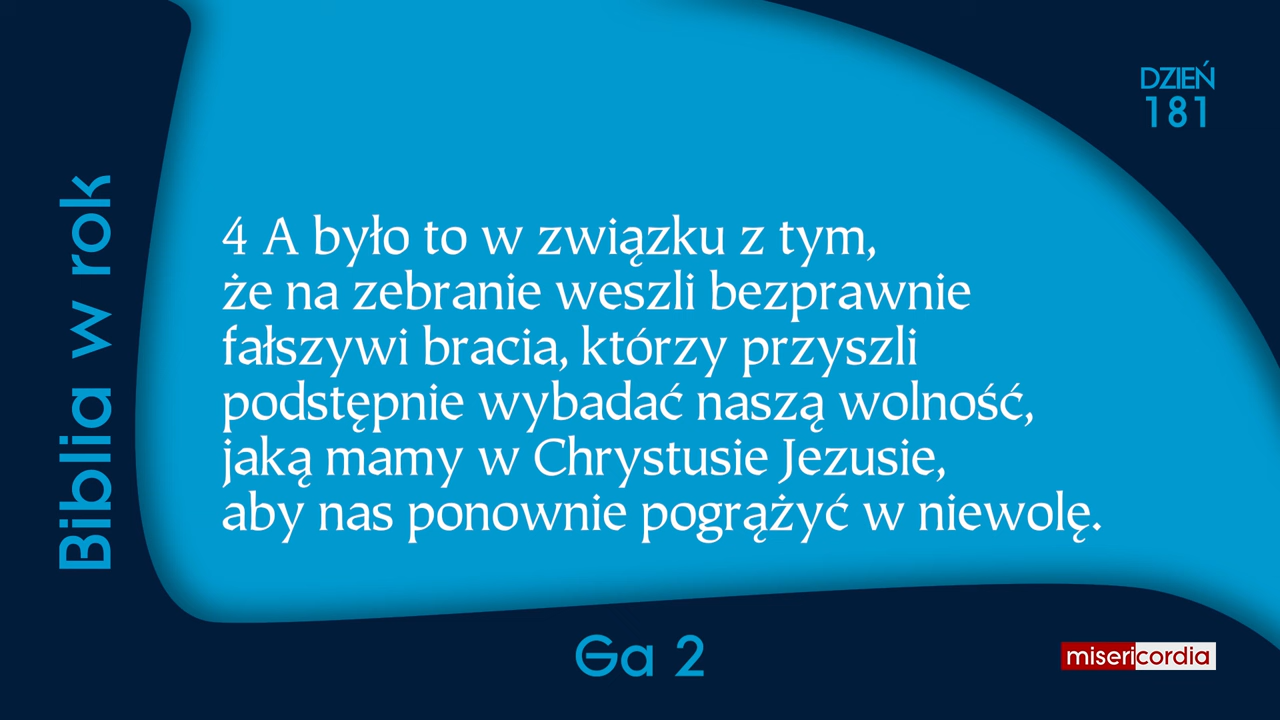 DZIEŃ
181
Biblia w rok
4 A było to w związku z tym,
że na zebranie weszli bezprawnie
fałszywi bracia, którzy przyszli
podstępnie wybadać naszą wolność,
jaką mamy w Chrystusie Jezusie,
aby nas ponownie pogrążyć w niewolę.
Ga 2
misericordia